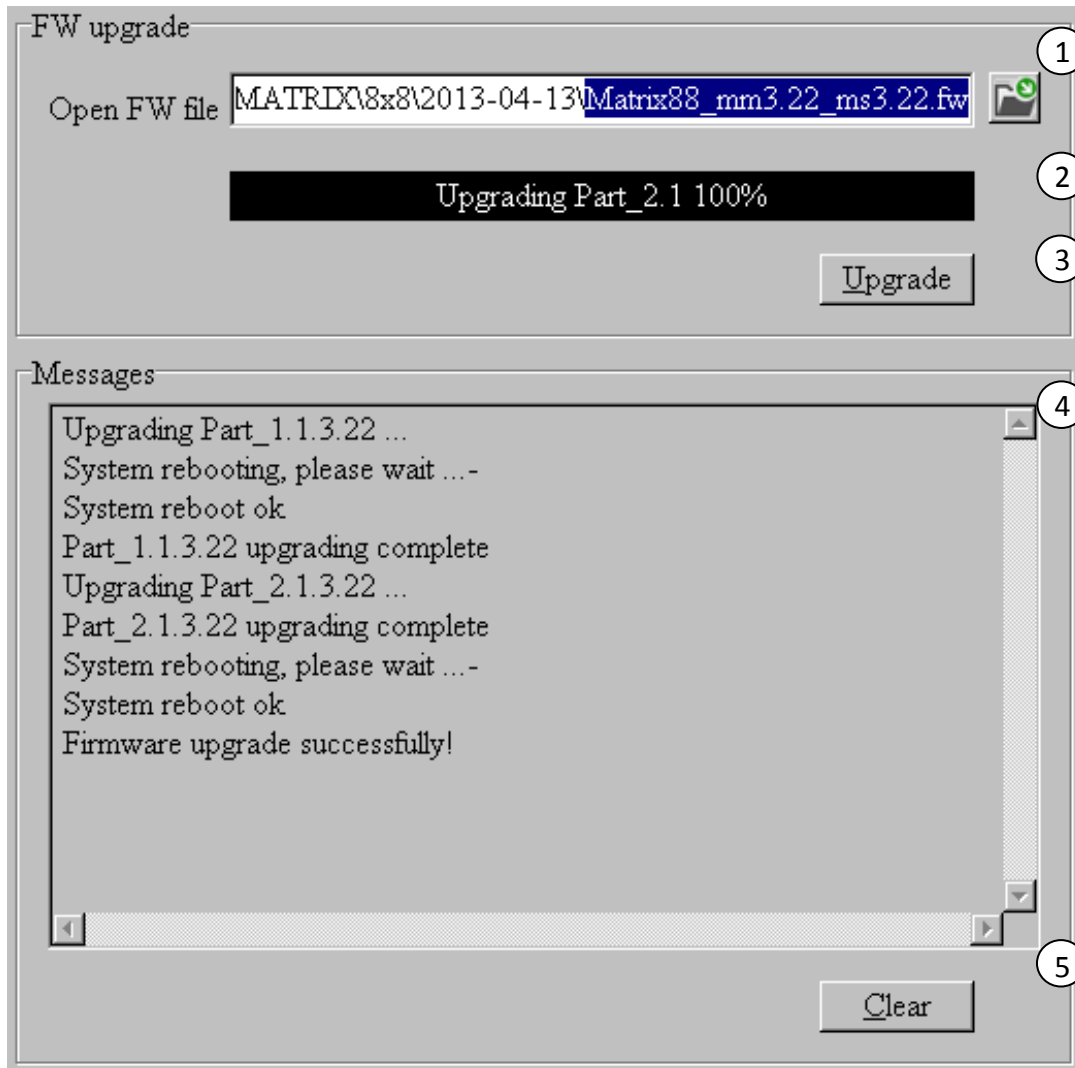 FW upgrade
1
Open FW file MATRIX\8x8\2013-04-13\Matrix88_mm3.22_ms3.22.fw
2
Upgrading Part_2.1 100%
3
Upgrade
Messages
4
Upgrading Part_1.1.3.22 ...
System rebooting, please wait ...-
System reboot ok
Part_1.1.3.22 upgrading complete
Upgrading Part_2.1.3.22 ...
Part_2.1.3.22 upgrading complete
System rebooting, please wait ...-
System reboot ok
Firmware upgrade successfully!
5
Clear